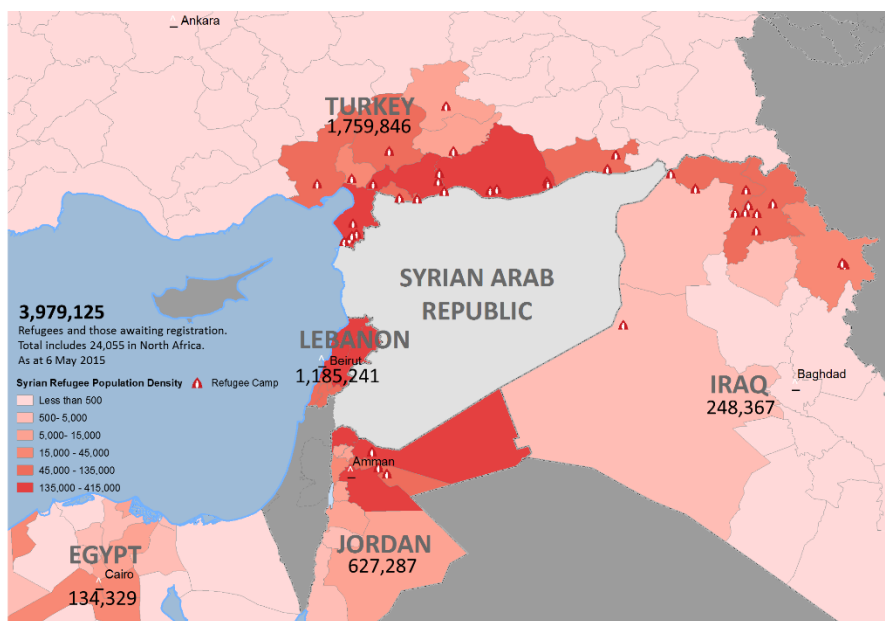 Ankara
TURKEY
1,759,846
SYRIAN ARAB
REPUBLIC
3,979,125
Refugees and those awaiting registration.
Total includes 24,055 in North Africa.
As at 6 May 2015
Syrian Refugee Population Density
Refugee Camp
Less than 500
500- 5,000
5,000- 15,000
15,000 - 45,000
45,000 - 135,000
135,000 - 415,000
LEBANON
Beirut
1,185,241
Baghdad
IRAQ
248,367
Amman
JORDAN
627,287
EGYPT
Cairo
134,329